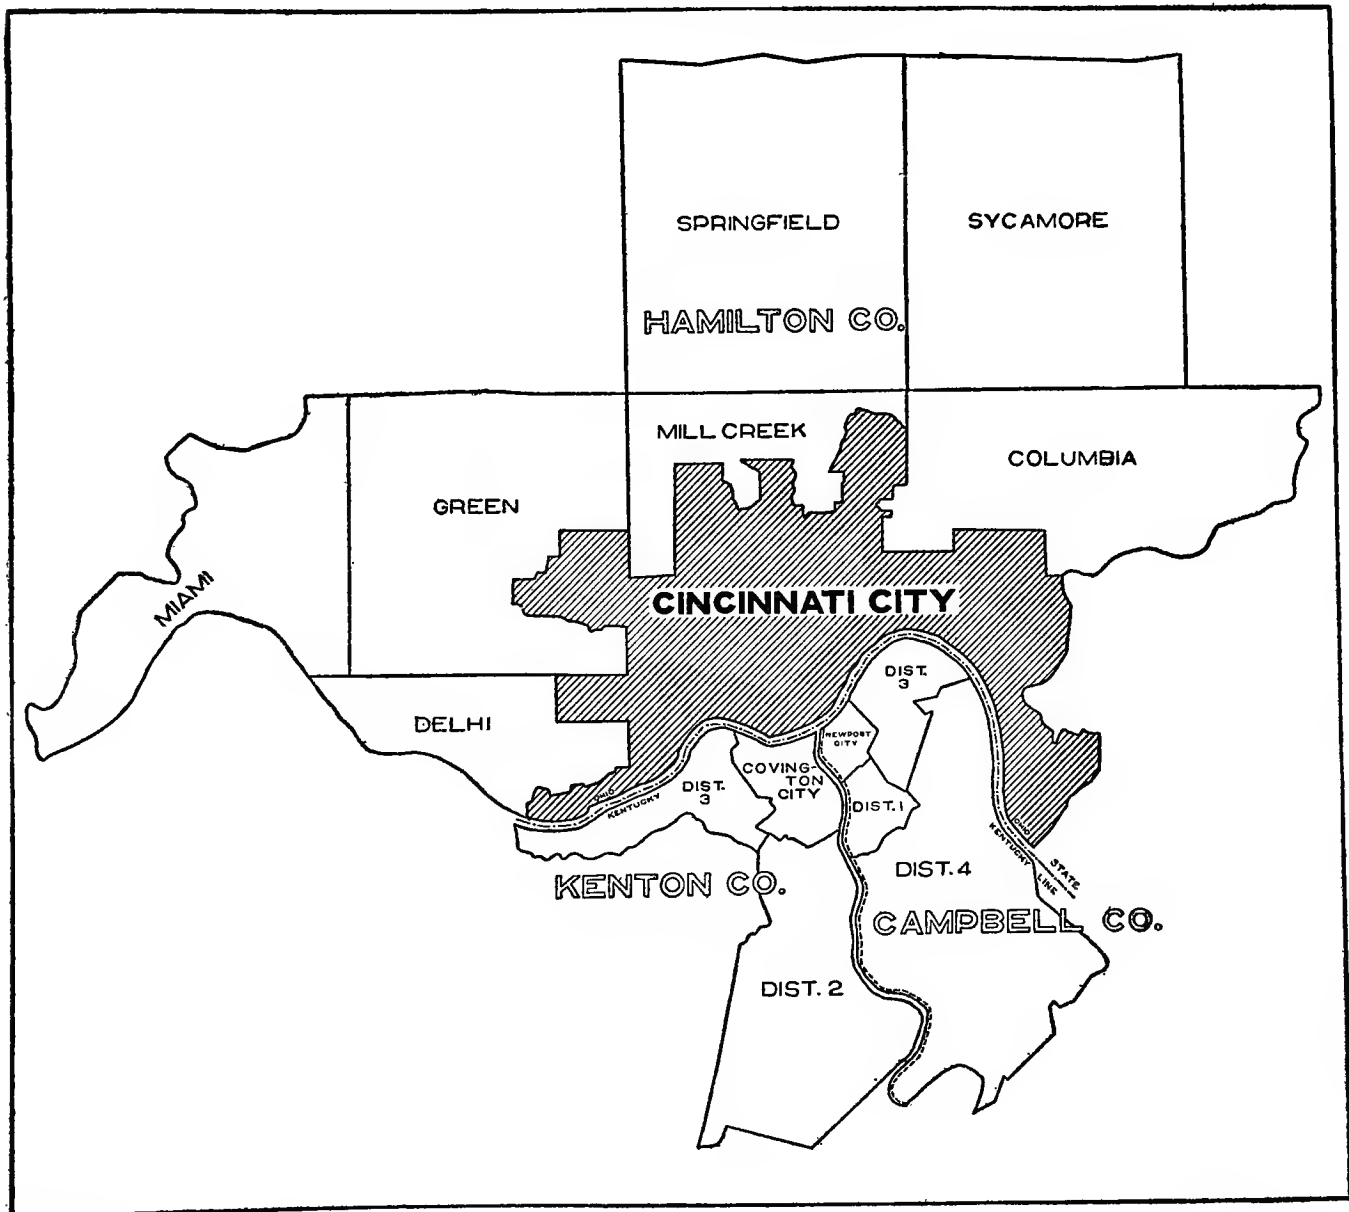 SPRINGFIELD
SYCAMORE
HAMILTON CO.
MILL CREEK
COLUMBIA
GREEN
MIAMI
CINCINNATI CITY
DIST.
3
DELHI
NEWPORT
CITY
COVING-
TON
CITY
DIST.
3
DIST. 1
OHIO
KENTUCKY
OHIO
KENTUCKY
STATE
LINE
DIST. 4
KENTON CO.
CAMPBELL CO.
DIST. 2